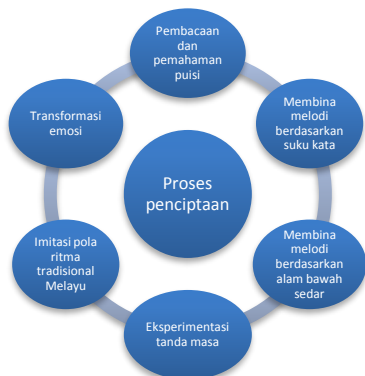 Pembacaan
dan
pemahaman
puisi
Membina
melodi
berdasarkan
suku kata
Membina
melodi
berdasarkan
alam bawah
sedar
Eksperimentasi
tanda masa
Imitasi pola
ritma
tradisional
Melayu
Transformasi
emosi
Proses
penciptaan